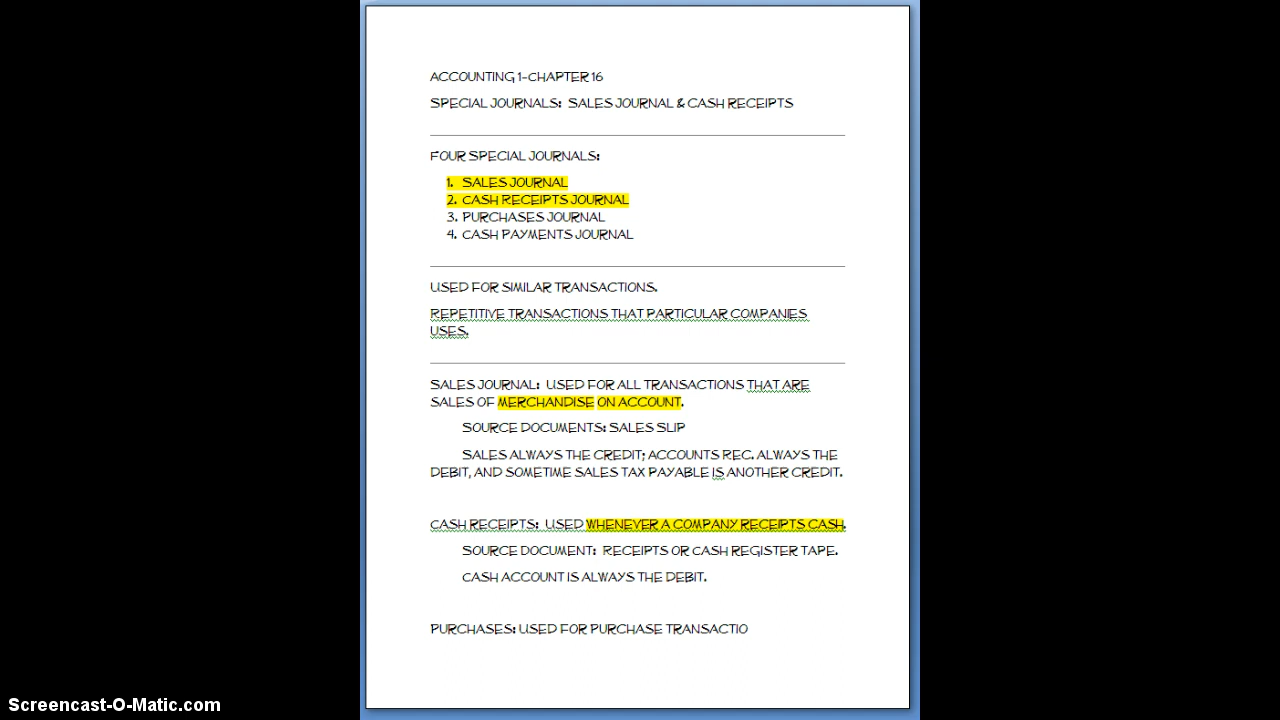 ACCOUNTING 1-CHAPTER 16
SPECIAL JOURNALS: SALES JOURNAL & CASH RECEIPTS
FOUR SPECIAL JOURNALS:
1. SALES JOURNAL
2. CASH RECEIPTS JOURNAL
3. PURCHASES JOURNAL
4. CASH PAYMENTS JOURNAL
USED FOR SIMILAR TRANSACTIONS.
REPETITIVE TRANSACTIONS THAT PARTICULAR COMPANIES
USES.
SALES JOURNAL: USED FOR ALL TRANSACTIONS THAT ARE
SALES OF MERCHANDISE ON ACCOUNT.
SOURCE DOCUMENTS: SALES SLIP
SALES ALWAYS THE CREDIT; ACCOUNTS REC. ALWAYS THE
DEBIT, AND SOMETIME SALES TAX PAYABLE IS ANOTHER CREDIT.
CASH RECEIPTS: USED WHENEVER A COMPANY RECEIPTS CASH.
SOURCE DOCUMENT: RECEIPTS OR CASH REGISTER TAPE.
CASH ACCOUNT IS ALWAYS THE DEBIT.
PURCHASES: USED FOR PURCHASE TRANSACTIO
Screencast-O-Matic.com